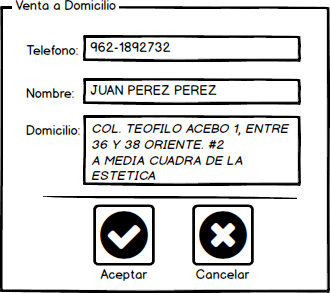 Venta a Domicilio
Telefono: 962-1892732
Nombre: JUAN PEREZ PEREZ
Domicilio: COL. TEOFILO ACEBO 1, ENTRE
36 Y 38 ORIENTE. #2
A MEDIA CUADRA DE LA
ESTETICA
Aceptar Cancelar